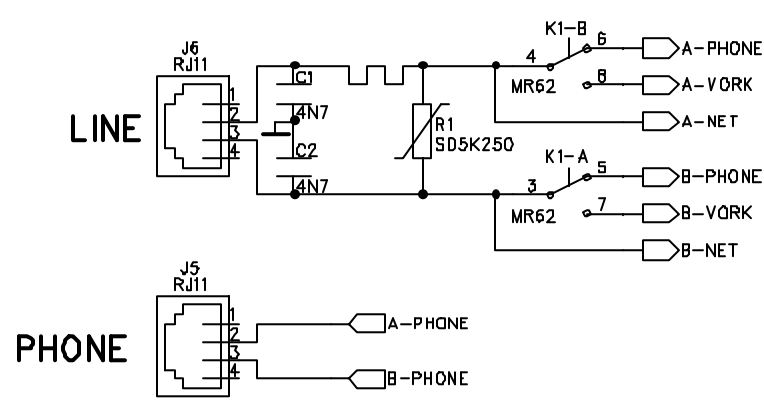 J6
RJ11
LINE
1
2
3
4
C1
4N7
C2
4N7
R1
SD5K250
K1-B
4
6
8
MR62
A-PHONE
A-VORK
A-NET
K1-A
3
5
7
MR62
B-PHONE
B-VORK
B-NET
J5
RJ11
PHONE
1
2
3
4
A-PHONE
B-PHONE